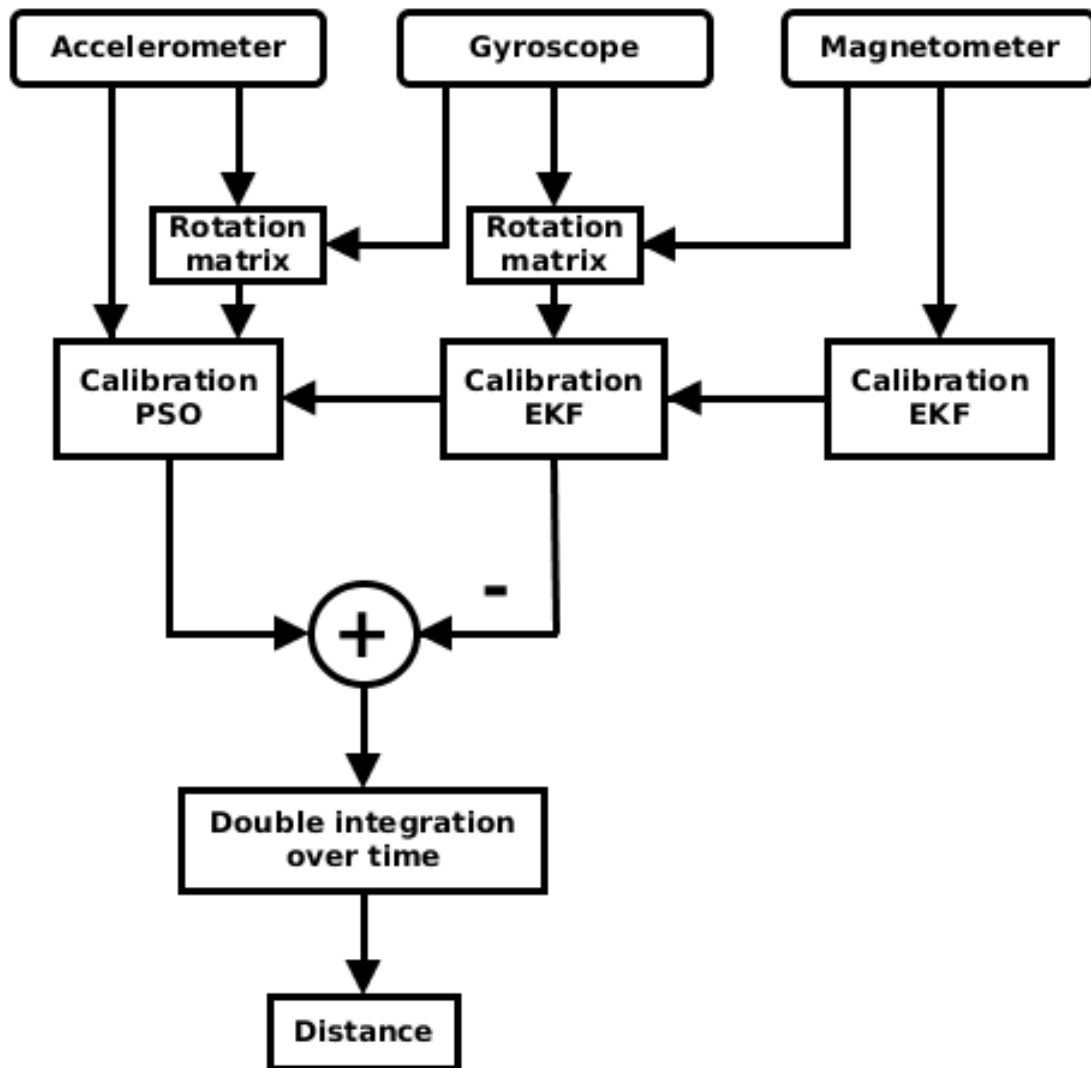 Accelerometer
Gyroscope
Magnetometer
Rotation
matrix
Rotation
matrix
Calibration
PSO
Calibration
EKF
Calibration
EKF
-
+
Double integration
over time
Distance